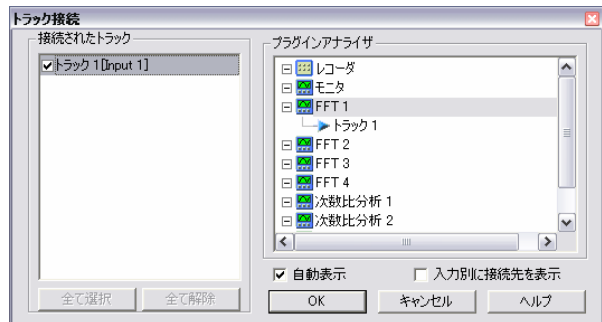 トラック接続
接続されたトラック
トラック 1[Input 1]
全て選択
全て解除
プラグインアナライザ
レコーダ
モニタ
FFT 1
トラック 1
FFT 2
FFT 3
FFT 4
次数比分析 1
次数比分析 2
自動表示
入力別に接続先を表示
OK
キャンセル
ヘルプ